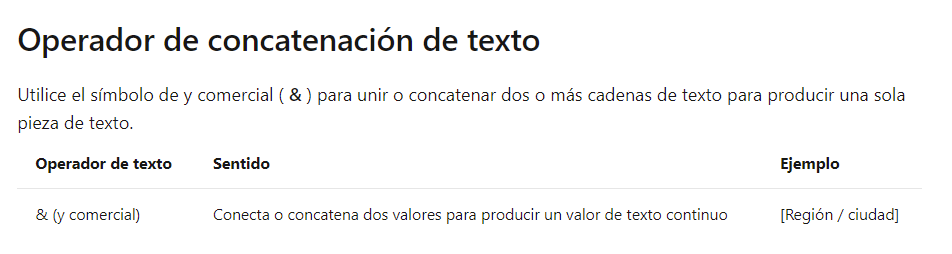 Operador de concatenación de texto
Utilice el símbolo de y comercial ( & ) para unir o concatenar dos o más cadenas de texto para producir una sola
pieza de texto.
Operador de texto Sentido Ejemplo
& (y comercial) Conecta o concatena dos valores para producir un valor de texto continuo [Región / ciudad]